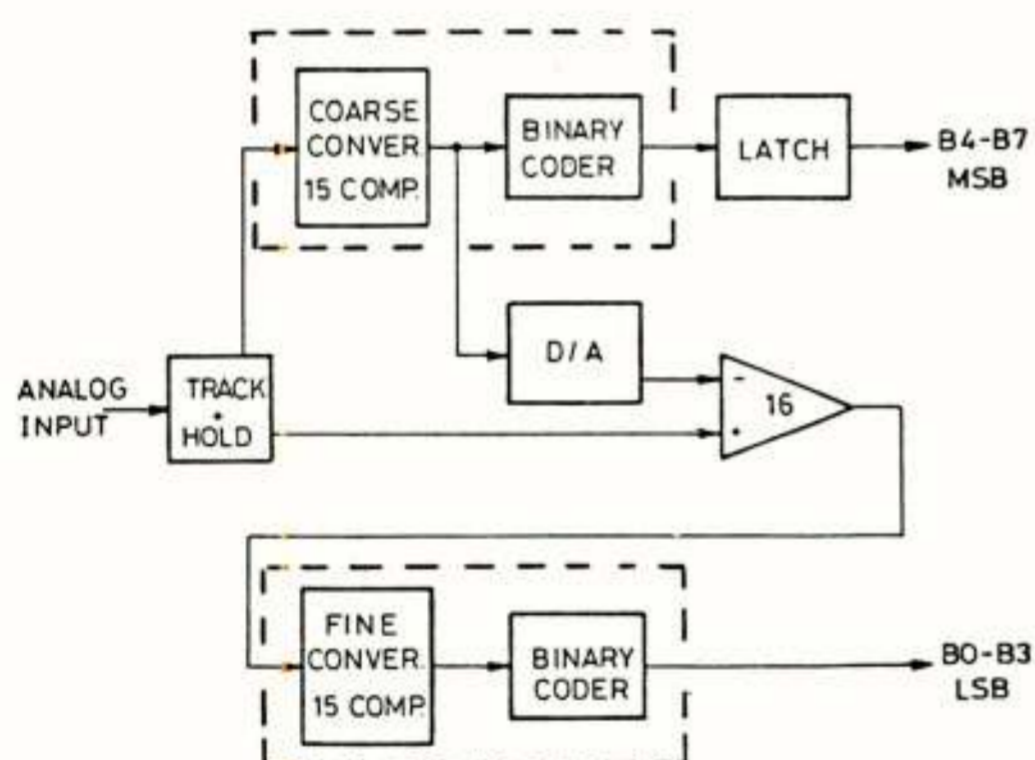 COARSE
CONVER
15 COMP.
BINARY
CODER
LATCH
B4-B7
MSB
D/A
ANALOG
INPUT
TRACK
+
HOLD
-
16
+
FINE
CONVER.
15 COMP.
BINARY
CODER
B0-B3
LSB